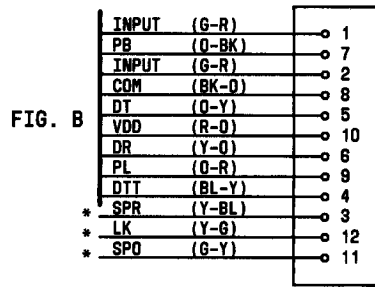 INPUT (G-R) 1
PB (O-BK) 7
INPUT (G-R) 2
COM (BK-O) 8
DT (O-Y) 5
FIG. B
VDD (R-O) 10
DR (Y-O) 6
PL (O-R) 9
DTT (BL-Y) 4
* SPR (Y-BL) 3
* LK (Y-G) 12
* SPO (G-Y) 11